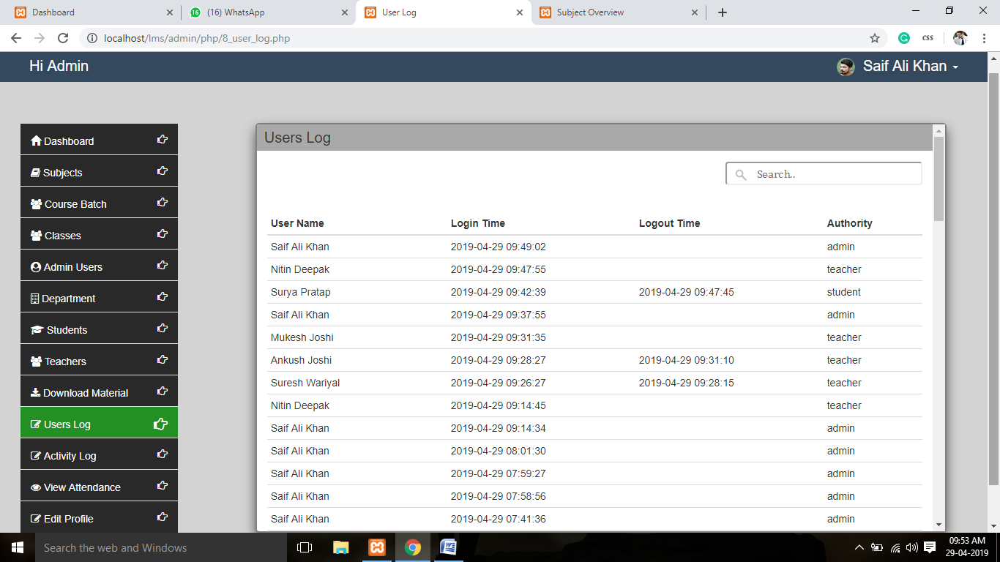 Dashboard
16 (16) WhatsApp
User Log
Subject Overview
localhost/lms/admin/php/8_user_log.php
css
Hi Admin
Saif Ali Khan
Dashboard
Subjects
Course Batch
Classes
Admin Users
Department
Students
Teachers
Download Material
Users Log
Activity Log
View Attendance
Edit Profile
Users Log
Search..
User Name Login Time Logout Time Authority
Saif Ali Khan 2019-04-29 09:49:02 admin
Nitin Deepak 2019-04-29 09:47:55 teacher
Surya Pratap 2019-04-29 09:42:39 2019-04-29 09:47:45 student
Saif Ali Khan 2019-04-29 09:37:55 admin
Mukesh Joshi 2019-04-29 09:31:35 teacher
Ankush Joshi 2019-04-29 09:28:27 2019-04-29 09:31:10 teacher
Suresh Wariyal 2019-04-29 09:26:27 2019-04-29 09:28:15 teacher
Nitin Deepak 2019-04-29 09:14:45 teacher
Saif Ali Khan 2019-04-29 09:14:34 admin
Saif Ali Khan 2019-04-29 08:01:30 admin
Saif Ali Khan 2019-04-29 07:59:27 admin
Saif Ali Khan 2019-04-29 07:58:56 admin
Saif Ali Khan 2019-04-29 07:41:36 admin
Search the web and Windows
09:53 AM
29-04-2019